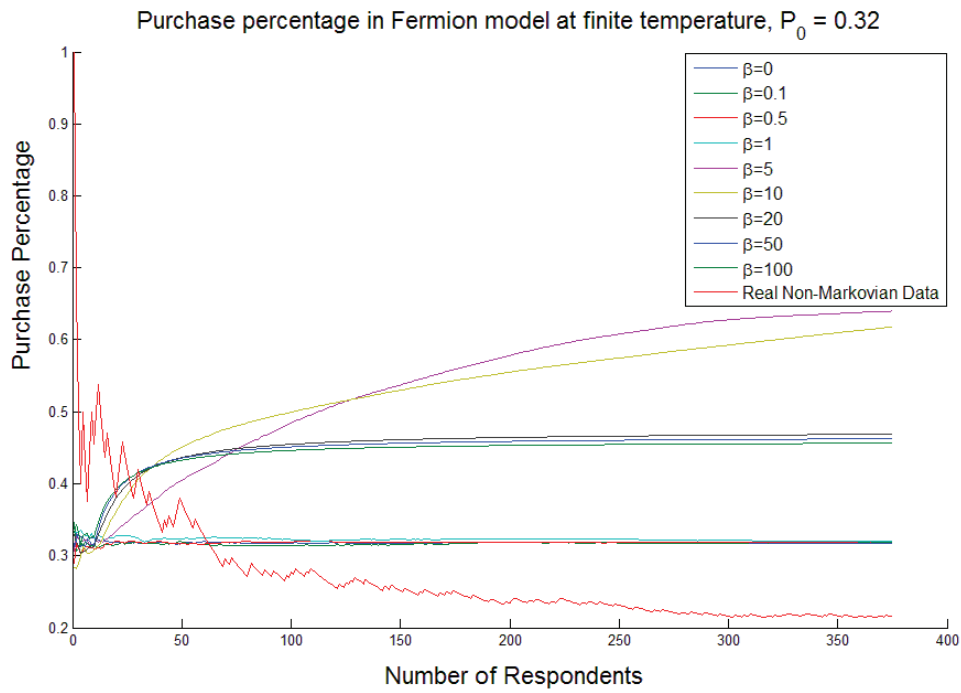 Purchase percentage in Fermion model at finite temperature, P₀ = 0.32
1
0.9
0.8
0.7
0.6
0.5
0.4
0.3
0.2
Purchase Percentage
β=0
β=0.1
β=0.5
β=1
β=5
β=10
β=20
β=50
β=100
Real Non-Markovian Data
0 50 100 150 200 250 300 350 400
Number of Respondents